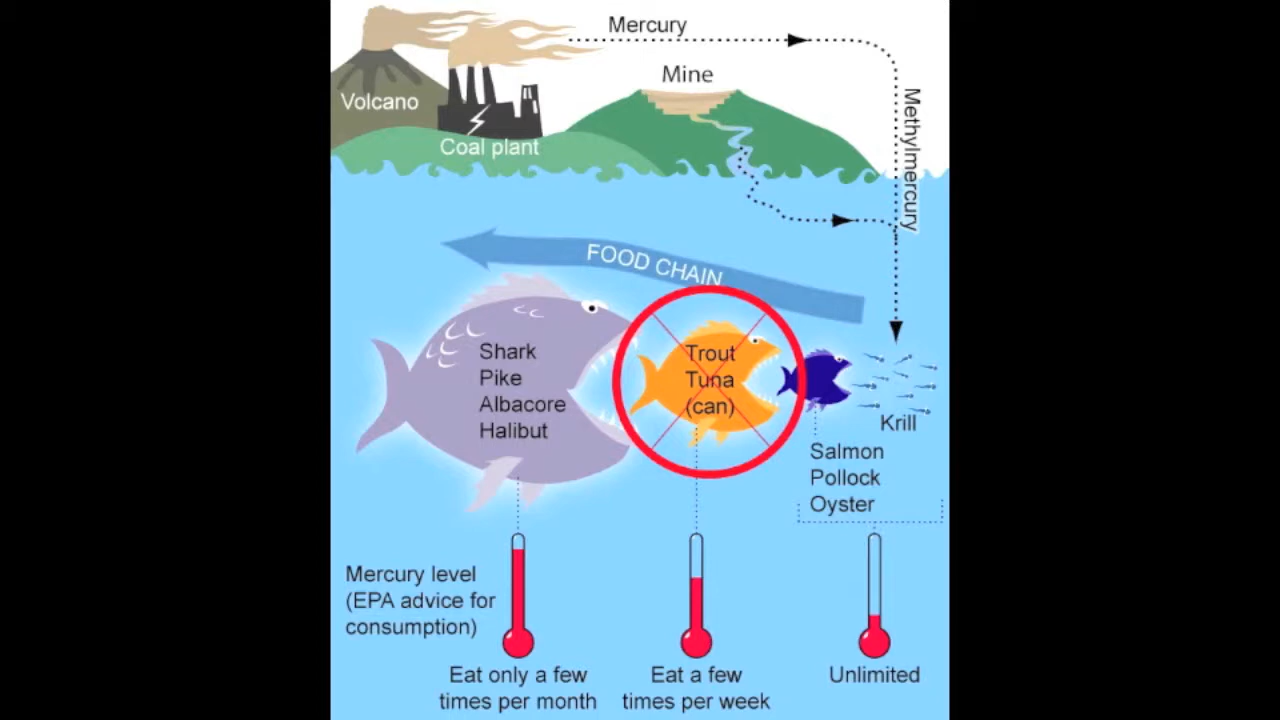 Mercury
Mine
Volcano
Coal plant
Methylmercury
FOOD CHAIN
Shark
Pike
Albacore
Halibut
Trout
Tuna
(can)
Krill
Salmon
Pollock
Oyster
Mercury level
(EPA advice for
consumption)
Eat only a few
times per month
Eat a few
times per week
Unlimited